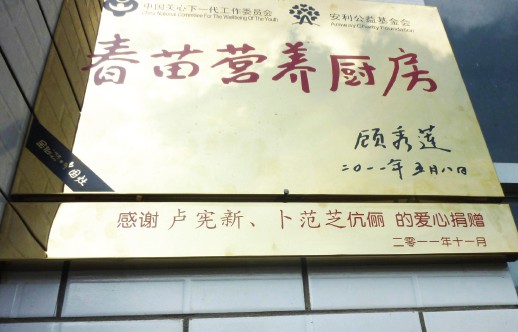 中国关心下一代工作委员会
China National Committee For The Wellbeing Of The Youth
安利公益基金会
Amway Charity Foundation
春苗营养厨房
顾秀莲
二〇一一年五月八日
感谢 卢宪新、卜范芝伉俪 的爱心捐赠
二零一一年十一月